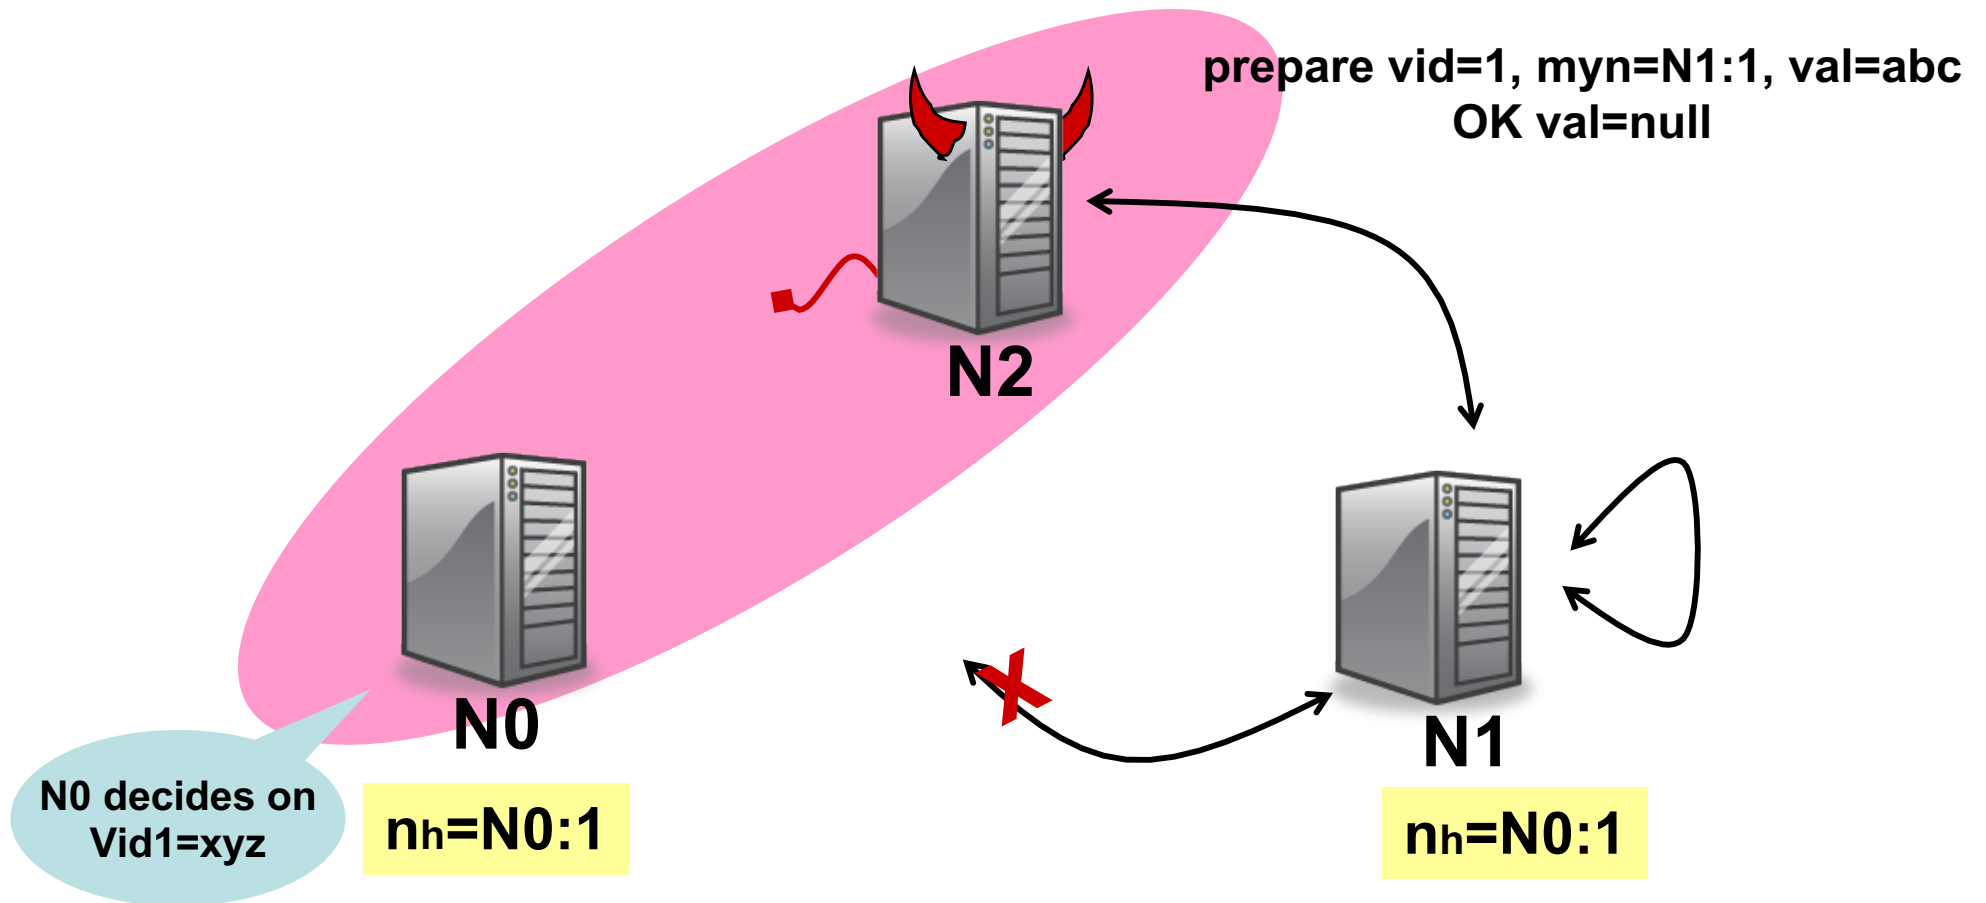 prepare vid=1, myn=N1:1, val=abc
OK val=null
N2
N0
N1
N0 decides on
Vid1=xyz
nh=N0:1
nh=N0:1